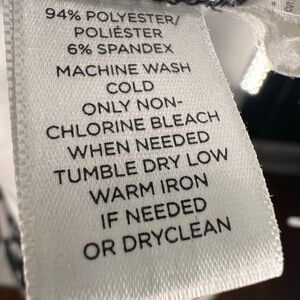 94% POLYESTER/
POLIÉSTER
6% SPANDEX
MACHINE WASH
COLD
ONLY NON-
CHLORINE BLEACH
WHEN NEEDED
TUMBLE DRY LOW
WARM IRON
IF NEEDED
OR DRYCLEAN